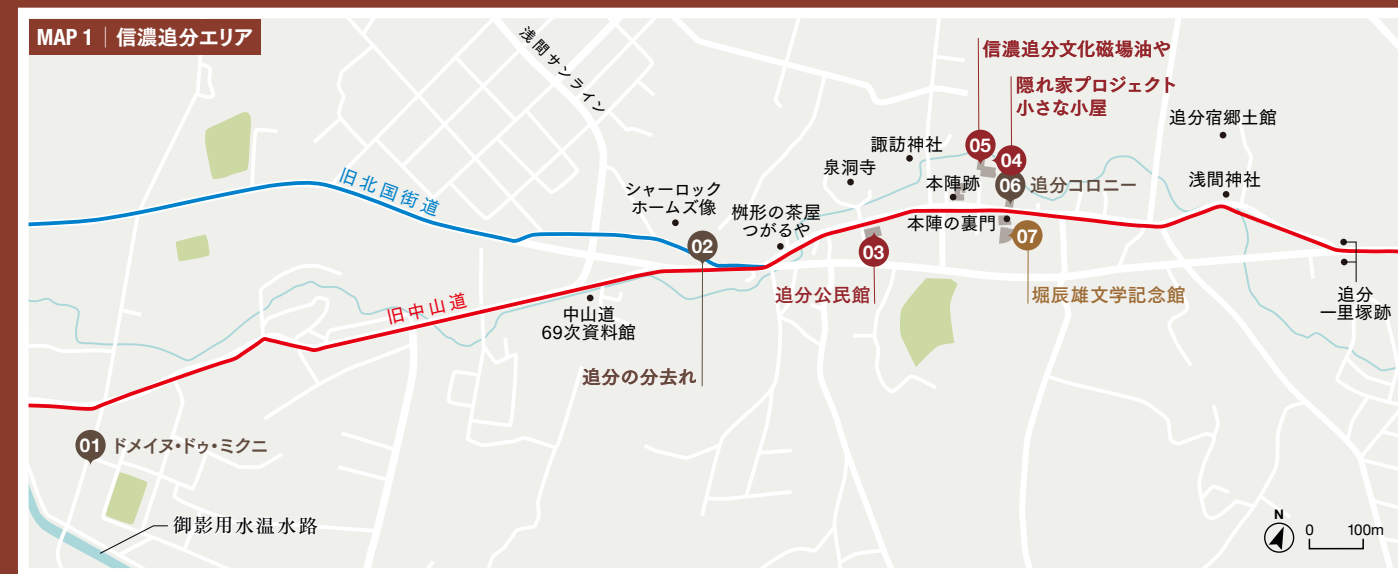 MAP 1｜信濃追分エリア
浅間サンライン
信濃追分文化磁場油や
隠れ家プロジェクト
小さな小屋
追分宿郷土館
諏訪神社
05
04
泉洞寺
旧北国街道
シャーロック
ホームズ像
本陣跡
06 追分コロニー
浅間神社
桝形の茶屋
つがるや
本陣の裏門
02
07
03
追分公民館
堀辰雄文学記念館
追分
一里塚跡
旧中山道
中山道
69次資料館
追分の分去れ
01 ドメイヌ・ドゥ・ミクニ
御影用水温水路
N
0 100m